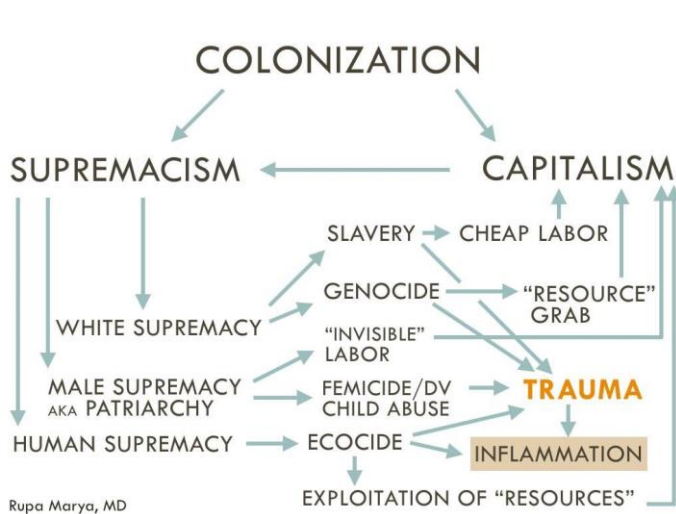 COLONIZATION
SUPREMACISM
CAPITALISM
SLAVERY
CHEAP LABOR
GENOCIDE
"RESOURCE"
GRAB
WHITE SUPREMACY
"INVISIBLE"
LABOR
MALE SUPREMACY
AKA PATRIARCHY
FEMICIDE/DV
CHILD ABUSE
TRAUMA
HUMAN SUPREMACY
ECOCIDE
INFLAMMATION
EXPLOITATION OF "RESOURCES"
Rupa Marya, MD